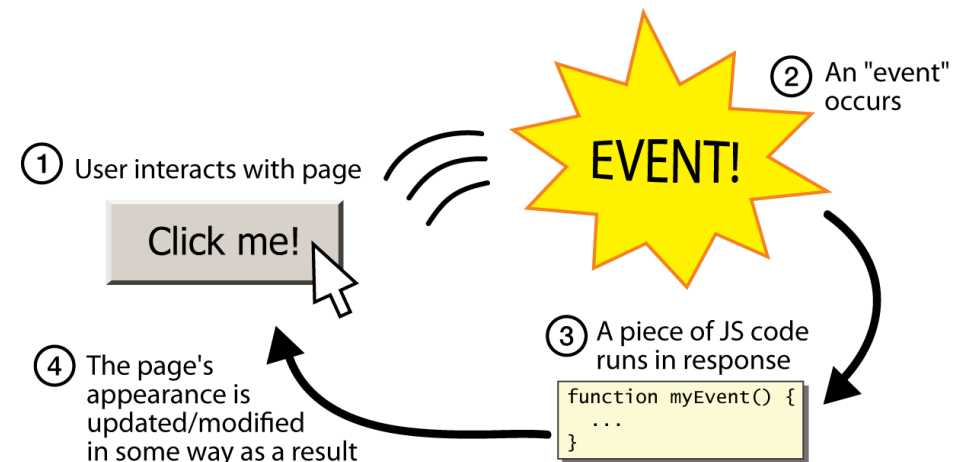 1 User interacts with page
Click me!
EVENT!
2 An "event"
occurs
3 A piece of JS code
runs in response
function myEvent() {
...
}
4 The page's
appearance is
updated/modified
in some way as a result